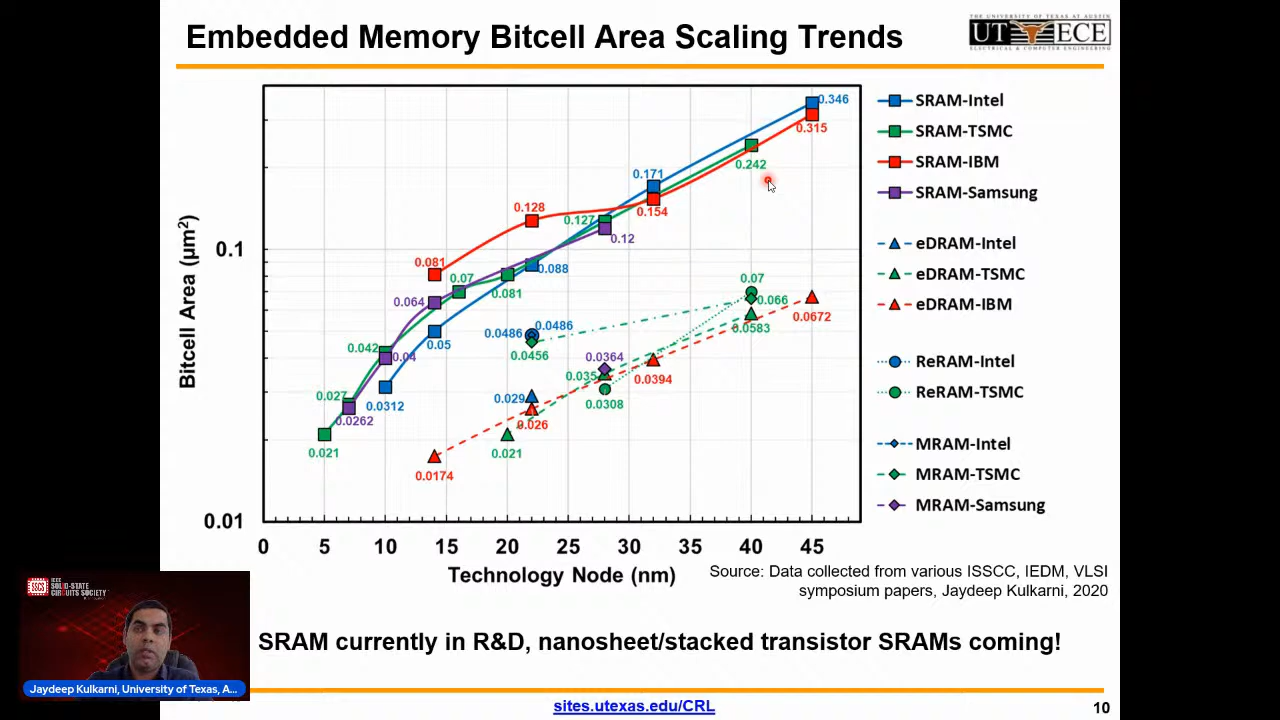 Embedded Memory Bitcell Area Scaling Trends
THE UNIVERSITY OF TEXAS AT AUSTIN
UT ECE
ELECTRICAL & COMPUTER ENGINEERING
Bitcell Area (µm²)
0.1
0.01
0.346
0.315
0.242
0.171
0.154
0.128
0.127
0.12
0.088
0.081
0.07
0.081
0.064
0.05
0.042
0.04
0.0312
0.027
0.0262
0.021
0.07
0.066
0.0583
0.0672
0.0486
0.0486
0.0456
0.0364
0.035
0.0394
0.0308
0.029
0.026
0.021
0.0174
0 5 10 15 20 25 30 35 40 45
Technology Node (nm)
SRAM-Intel
SRAM-TSMC
SRAM-IBM
SRAM-Samsung
eDRAM-Intel
eDRAM-TSMC
eDRAM-IBM
ReRAM-Intel
ReRAM-TSMC
MRAM-Intel
MRAM-TSMC
MRAM-Samsung
Source: Data collected from various ISSCC, IEDM, VLSI
symposium papers, Jaydeep Kulkarni, 2020
IEEE
SOLID-STATE
CIRCUITS SOCIETY
SSCS
SRAM currently in R&D, nanosheet/stacked transistor SRAMs coming!
Jaydeep Kulkarni, University of Texas, A...
sites.utexas.edu/CRL
10